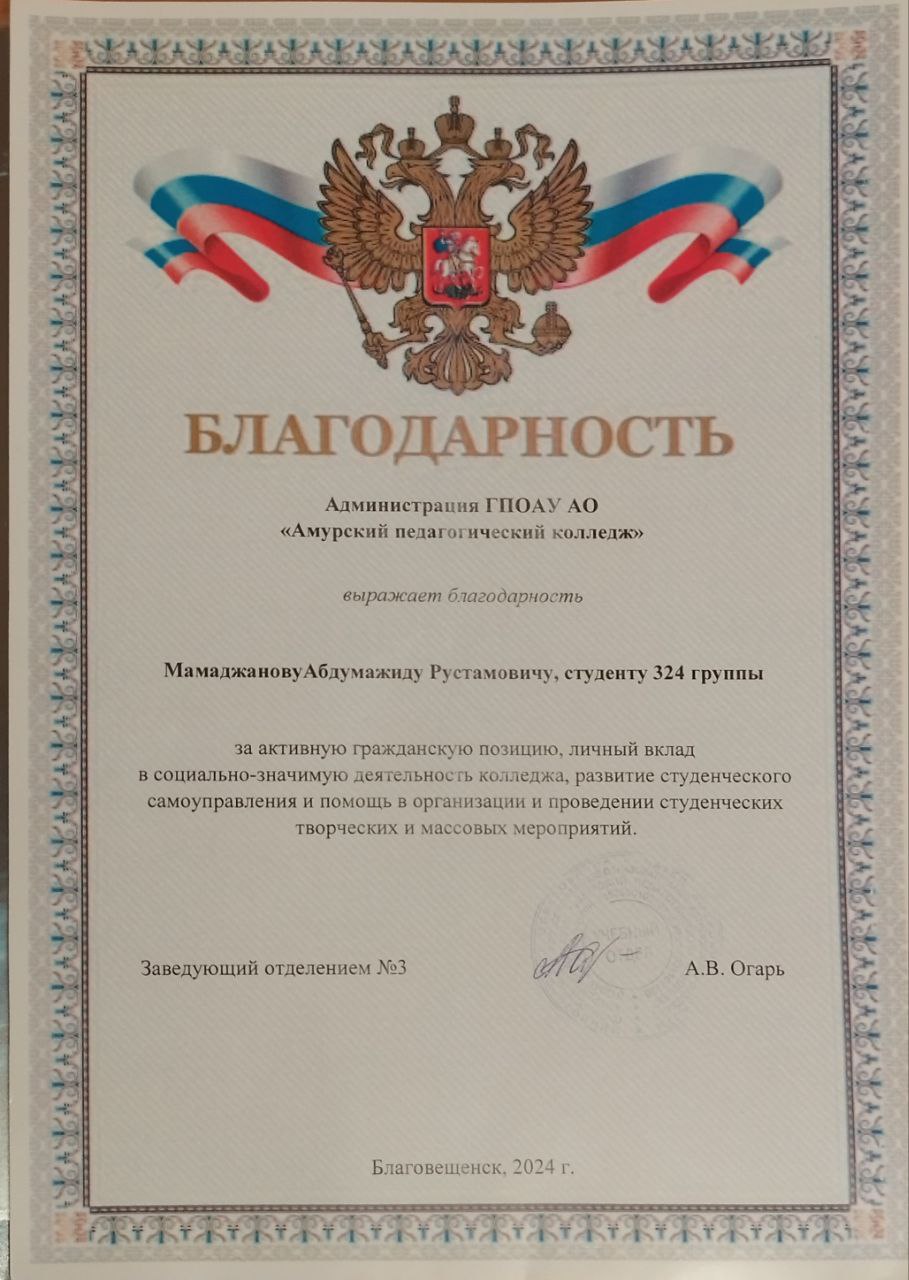 БЛАГОДАРНОСТЬ
Администрация ГПОАУ АО
«Амурский педагогический колледж»
выражает благодарность
МамаджановуАбдумажиду Рустамовичу, студенту 324 группы
за активную гражданскую позицию, личный вклад
в социально-значимую деятельность колледжа, развитие студенческого
самоуправления и помощь в организации и проведении студенческих
творческих и массовых мероприятий.
УЧЕБНЫЙ
ОТДЕЛ
Заведующий отделением №3 А.В. Огарь
Благовещенск, 2024 г.